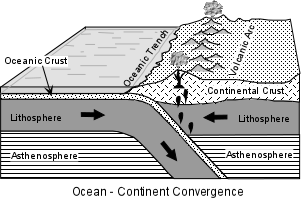 Oceanic Crust
Oceanic Trench
Volcanic Arc
Continental Crust
Lithosphere
Lithosphere
Asthenosphere
Asthenosphere
Ocean - Continent Convergence